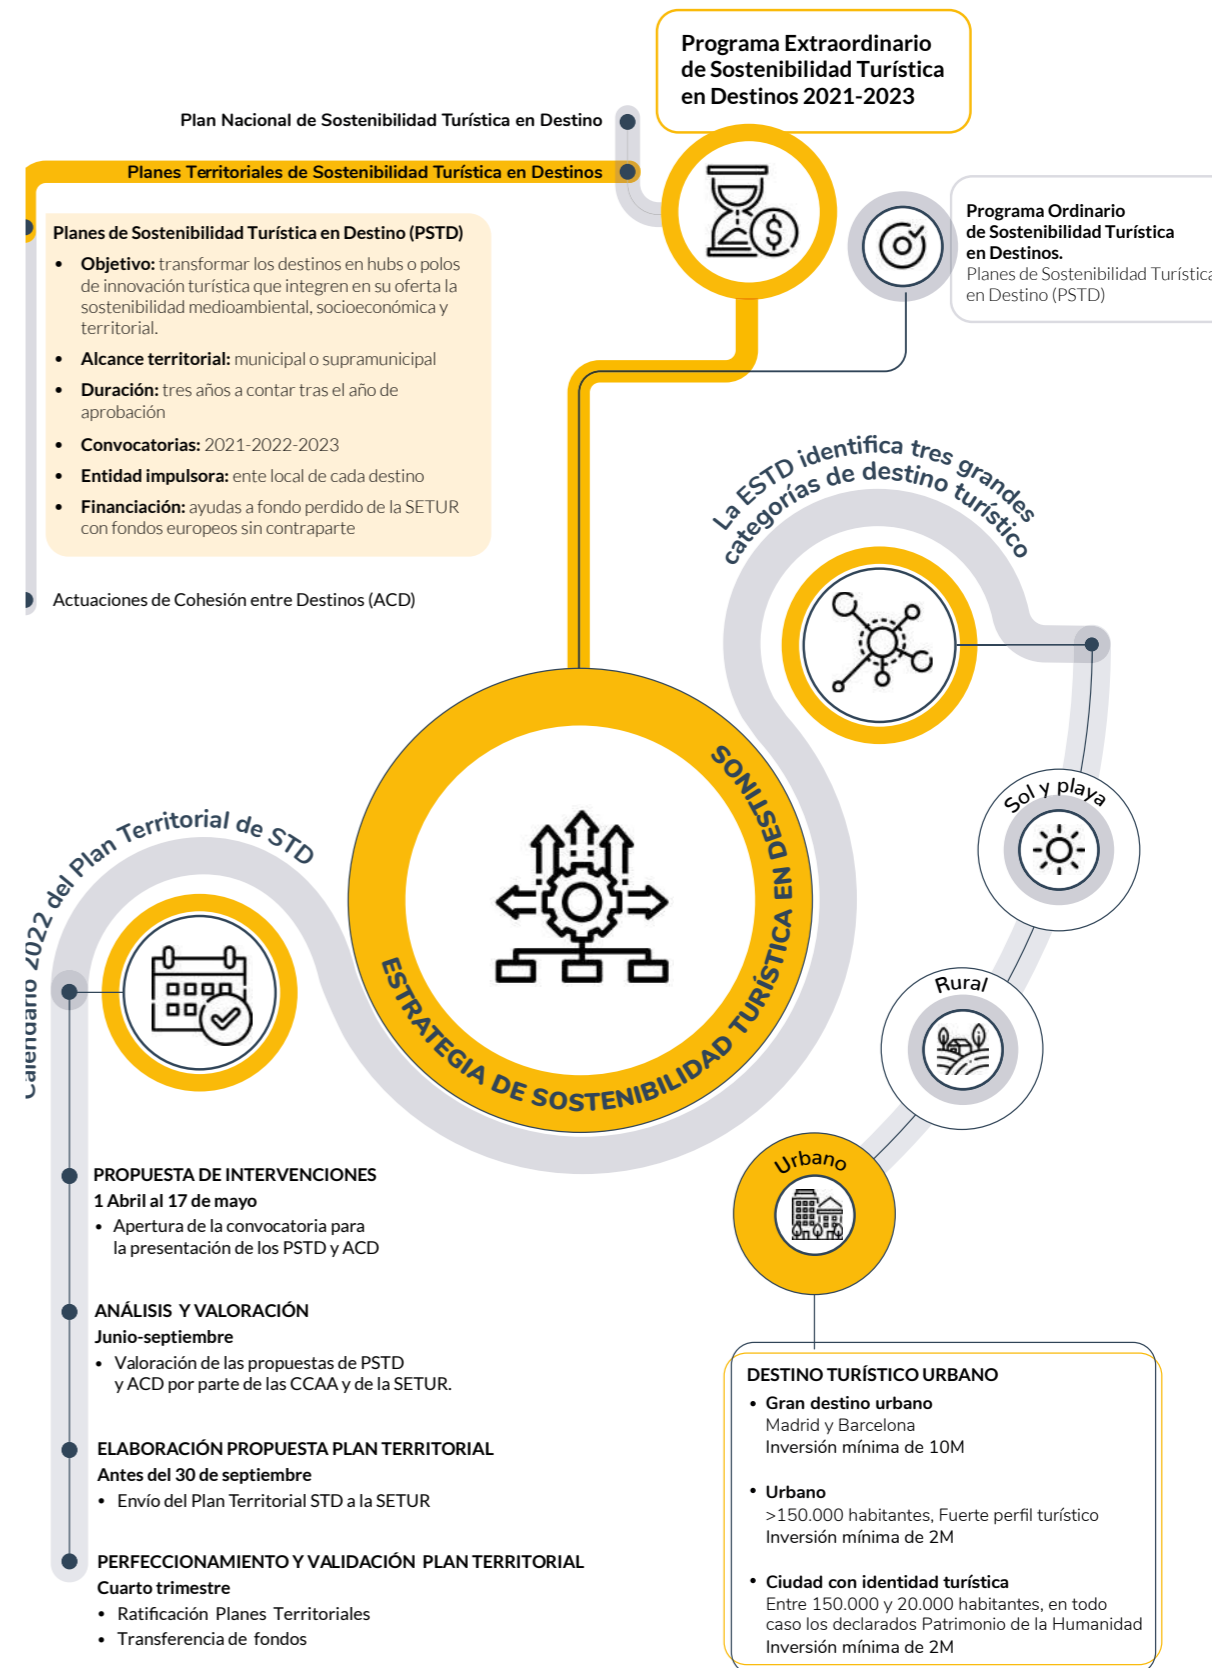 Programa Extraordinario
de Sostenibilidad Turística
en Destinos 2021-2023
Plan Nacional de Sostenibilidad Turística en Destino
Planes Territoriales de Sostenibilidad Turística en Destinos
Programa Ordinario
de Sostenibilidad Turística
en Destinos.
Planes de Sostenibilidad Turística
en Destino (PSTD)
Planes de Sostenibilidad Turística en Destino (PSTD)
• Objetivo: transformar los destinos en hubs o polos
de innovación turística que integren en su oferta la
sostenibilidad medioambiental, socioeconómica y
territorial.
• Alcance territorial: municipal o supramunicipal
• Duración: tres años a contar tras el año de
aprobación
• Convocatorias: 2021-2022-2023
• Entidad impulsora: ente local de cada destino
• Financiación: ayudas a fondo perdido de la SETUR
con fondos europeos sin contraparte
Actuaciones de Cohesión entre Destinos (ACD)
La ESTD identifica tres grandes
categorías de destino turístico
ESTRATEGIA DE SOSTENIBILIDAD TURÍSTICA EN DESTINOS
Sol y playa
Rural
Urbano
Calendario 2022 del Plan Territorial de STD
PROPUESTA DE INTERVENCIONES
1 Abril al 17 de mayo
• Apertura de la convocatoria para
la presentación de los PSTD y ACD
ANÁLISIS Y VALORACIÓN
Junio-septiembre
• Valoración de las propuestas de PSTD
y ACD por parte de las CCAA y de la SETUR.
ELABORACIÓN PROPUESTA PLAN TERRITORIAL
Antes del 30 de septiembre
• Envío del Plan Territorial STD a la SETUR
PERFECCIONAMIENTO Y VALIDACIÓN PLAN TERRITORIAL
Cuarto trimestre
• Ratificación Planes Territoriales
• Transferencia de fondos
DESTINO TURÍSTICO URBANO
• Gran destino urbano
Madrid y Barcelona
Inversión mínima de 10M
• Urbano
>150.000 habitantes, Fuerte perfil turístico
Inversión mínima de 2M
• Ciudad con identidad turística
Entre 150.000 y 20.000 habitantes, en todo
caso los declarados Patrimonio de la Humanidad
Inversión mínima de 2M